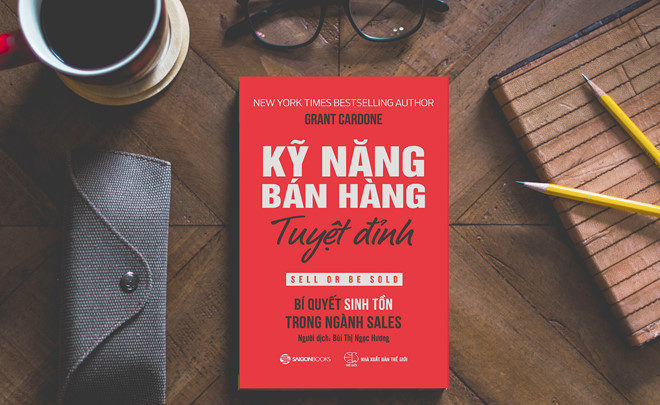 NEW YORK TIMES BESTSELLING AUTHOR
GRANT CARDONE
KỸ NĂNG
BÁN HÀNG
Tuyệt đỉnh
SELL OR BE SOLD
BÍ QUYẾT SINH TỒN
TRONG NGÀNH SALES
Người dịch: Bùi Thị Ngọc Hương
SAIGONBOOKS
NHÀ XUẤT BẢN THẾ GIỚI